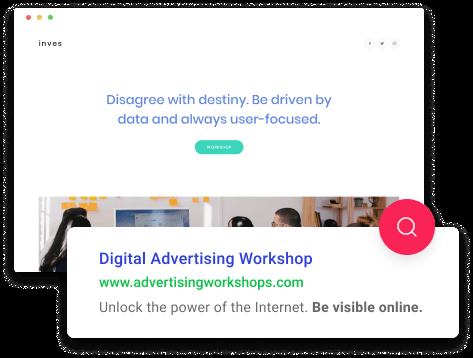 inves
Disagree with destiny. Be driven by
data and always user-focused.
WORKSHOP
Digital Advertising Workshop
www.advertisingworkshops.com
Unlock the power of the Internet. Be visible online.